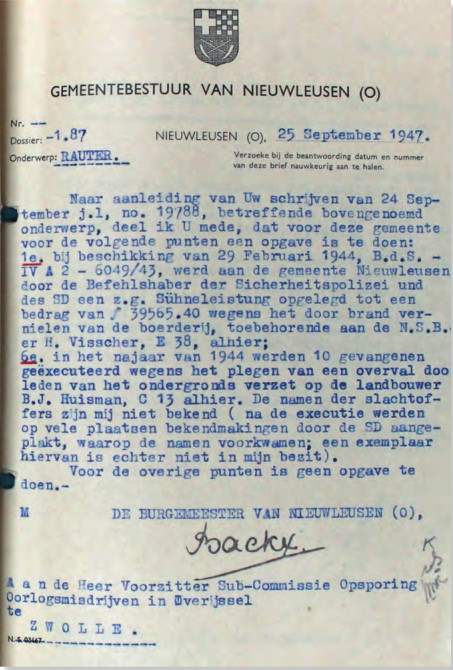 GEMEENTEBESTUUR VAN NIEUWLEUSEN (O)
Nr. --
Dossier: -1.87
NIEUWLEUSEN (O), 25 September 1947.
Onderwerp: RAUTER.
Verzoeke bij de beantwoording datum en nummer
van deze brief nauwkeurig aan te halen.
Naar aanleiding van Uw schrijven van 24 Sep-
tember j.l, no. 19788, betreffende bovengenoemd
onderwerp, deel ik U mede, dat voor deze gemeente
voor de volgende punten een opgave is te doen:
1e, bij beschikking van 29 Februari 1944, B.d.S. -
IV A 2 - 6049/43, werd aan de gemeente Nieuwleusen
door de Befehlshaber der Sicherheitspolizei und
des SD een z.g. Sühneleistung opgelegd tot een
bedrag van f 39565.40 wegens het door brand ver-
nielen van de boerderij, toebehorende aan de N.S.B.
er H. Visscher, E 38, alhier;
6e. in het najaar van 1944 werden 10 gevangenen
geëxecuteerd wegens het plegen van een overval doo
leden van het ondergronds verzet op de landbouwer
B.J. Huisman, C 13 alhier. De namen der slachtof-
fers zijn mij niet bekend ( na de executie werden
op vele plaatsen bekendmakingen door de SD aange-
plakt, waarop de namen voorkwamen; een exemplaar
hiervan is echter niet in mijn bezit).
Voor de overige punten is geen opgave te
doen.-
M DE BURGEMEESTER VAN NIEUWLEUSEN (O),
Backx.
A a n d e Heer Voorzitter Sub-Commissie Opsporing
Oorlogsmisdrijven in Overijssel
te
Z W O L L E .